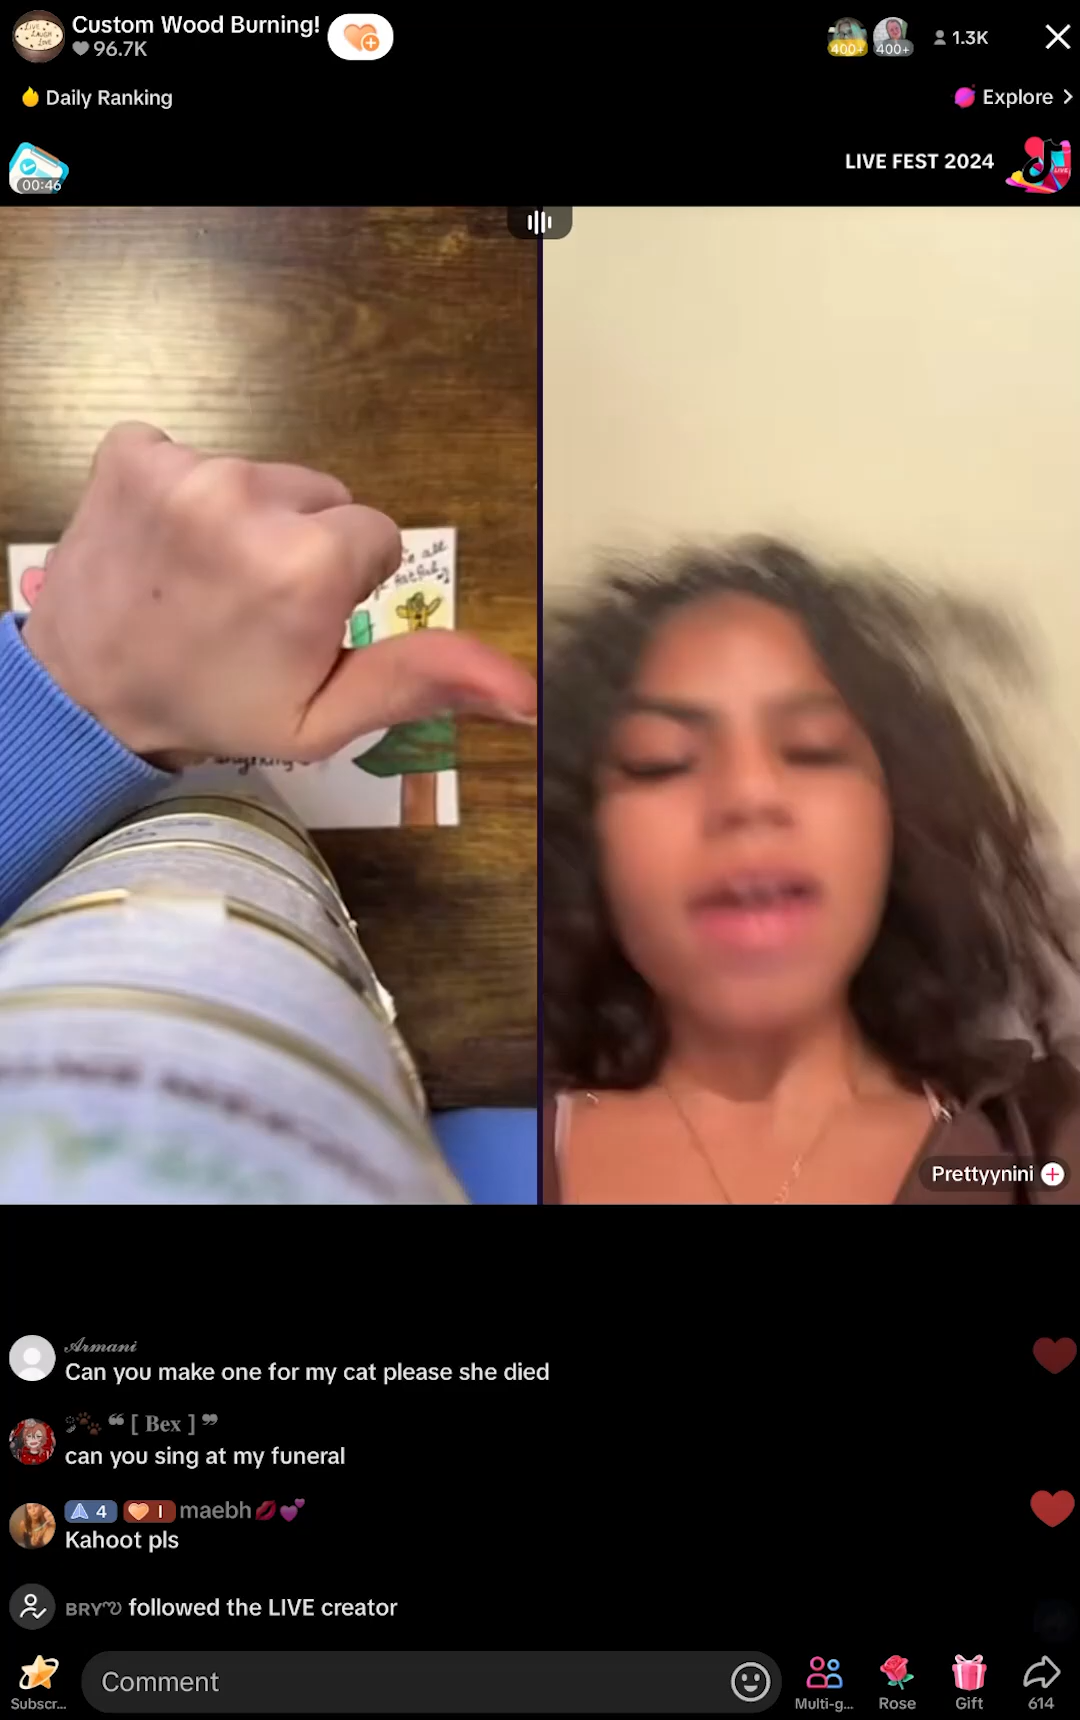 Custom Wood Burning!
96.7K
400+
400+
1.3K
Daily Ranking
Explore
00:46
LIVE FEST 2024
all
anything
Prettyynini
𝒜𝓇𝓂𝒶𝓃𝒾
Can you make one for my cat please she died
❝ [ Bex ] ❞
can you sing at my funeral
4
I
maebh💋💕
Kahoot pls
BRY followed the LIVE creator
Subscr...
Comment
Multi-g...
Rose
Gift
614